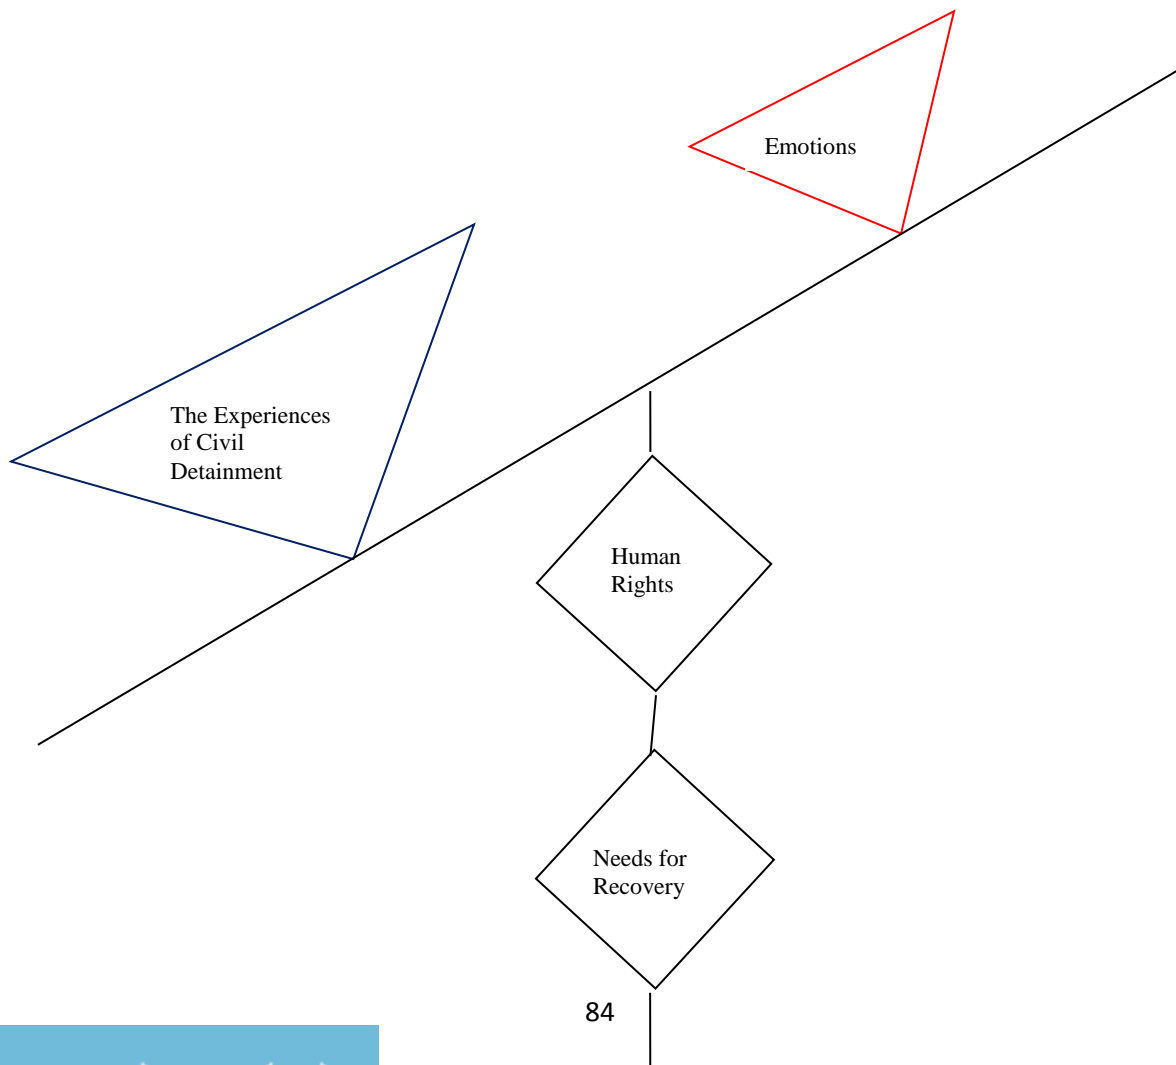 Emotions
The Experiences
of Civil
Detainment
Human
Rights
Needs for
Recovery
84